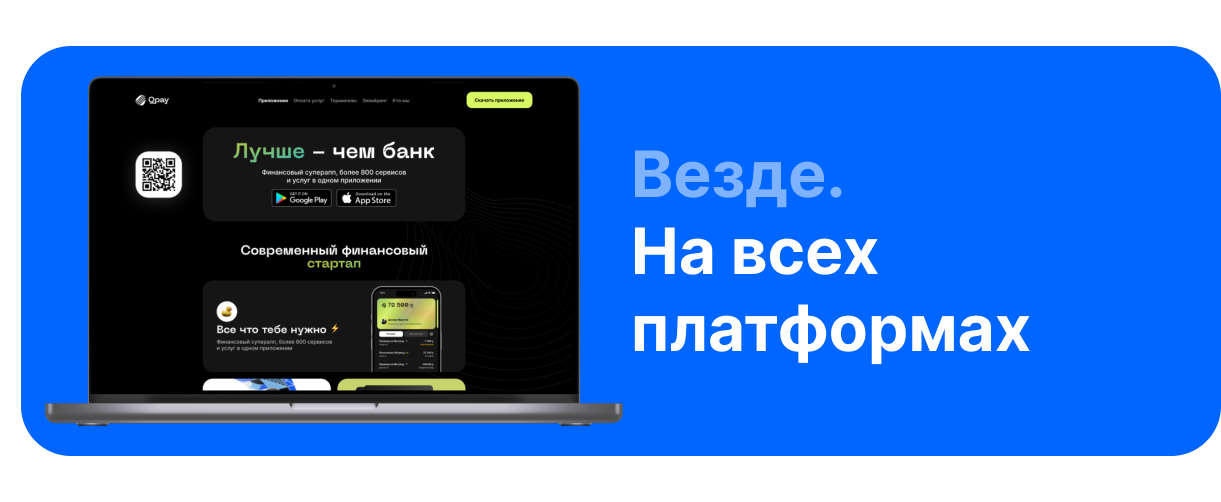 Qpay
Приложение Оплата услуг Терминалы Эквайринг Кто мы
Скачать приложение
Лучше – чем банк
Финансовый суперапп, более 800 сервисов
и услуг в одном приложении
GET IT ON
Google Play
Download on the
App Store
Современный финансовый
стартап
Все что тебе нужно ⚡
Финансовый суперапп, более 800 сервисов
и услуг в одном приложении
72 500
Везде.
На всех
платформах